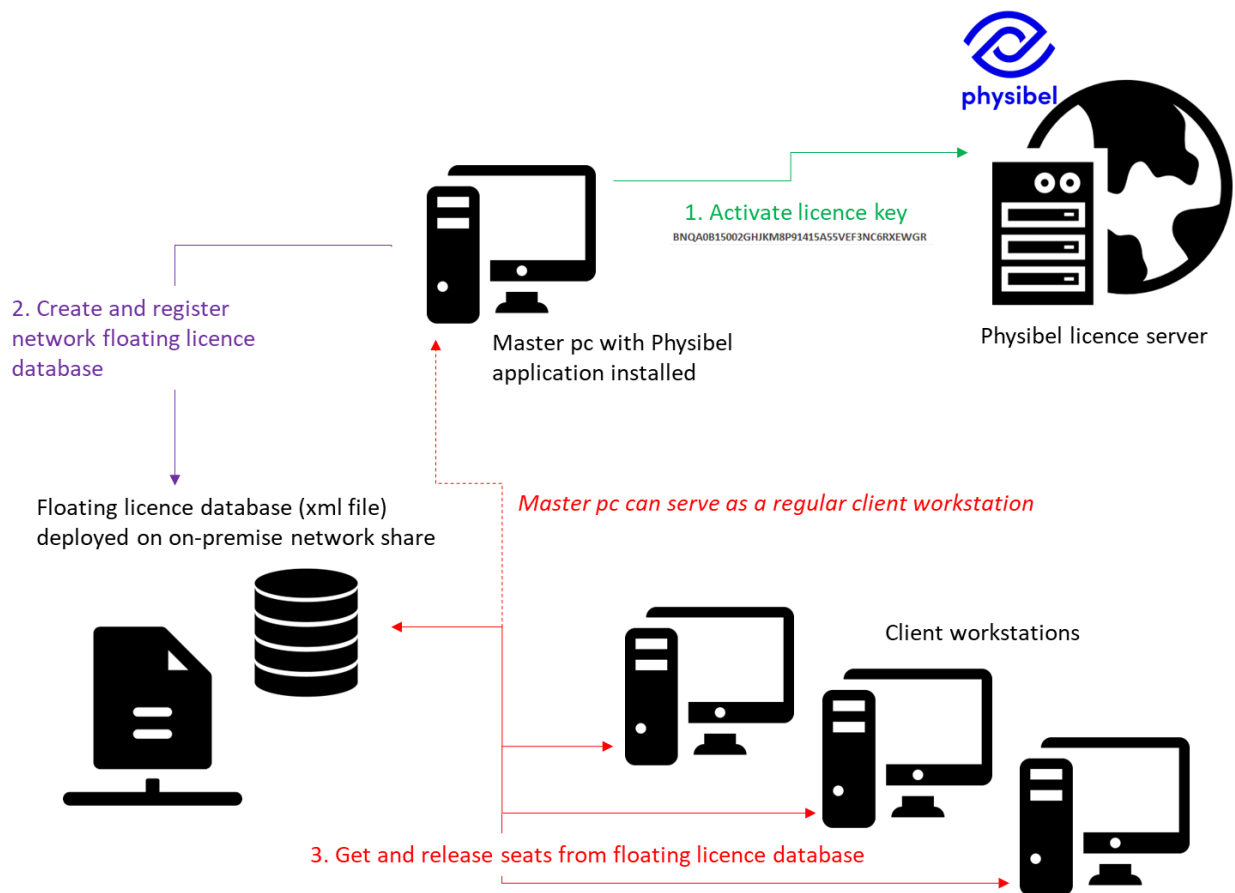 physibel
1. Activate licence key
BNQA0B15002GHJKM8P91415A55VEF3NC6RXEWGR
2. Create and register
network floating licence
database
Master pc with Physibel
application installed
Physibel licence server
Floating licence database (xml file)
deployed on on-premise network share
Master pc can serve as a regular client workstation
Client workstations
3. Get and release seats from floating licence database